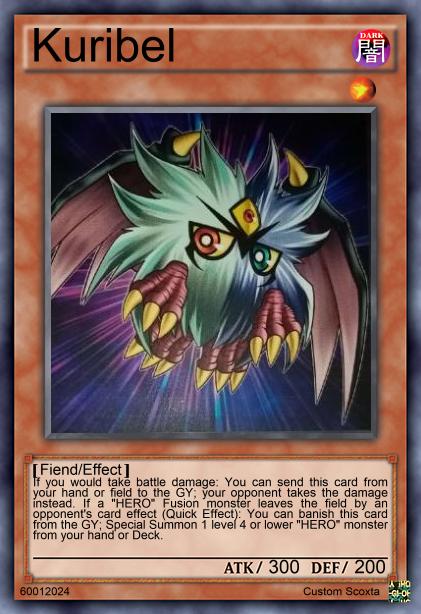 Kuribel
DARK
闇
[Fiend/Effect]
If you would take battle damage: You can send this card from
your hand or field to the GY; your opponent takes the damage
instead. If a "HERO" Fusion monster leaves the field by an
opponent's card effect (Quick Effect): You can banish this card
from the GY; Special Summon 1 level 4 or lower "HERO" monster
from your hand or Deck.
ATK/ 300 DEF/ 200
60012024
Custom Scoxta